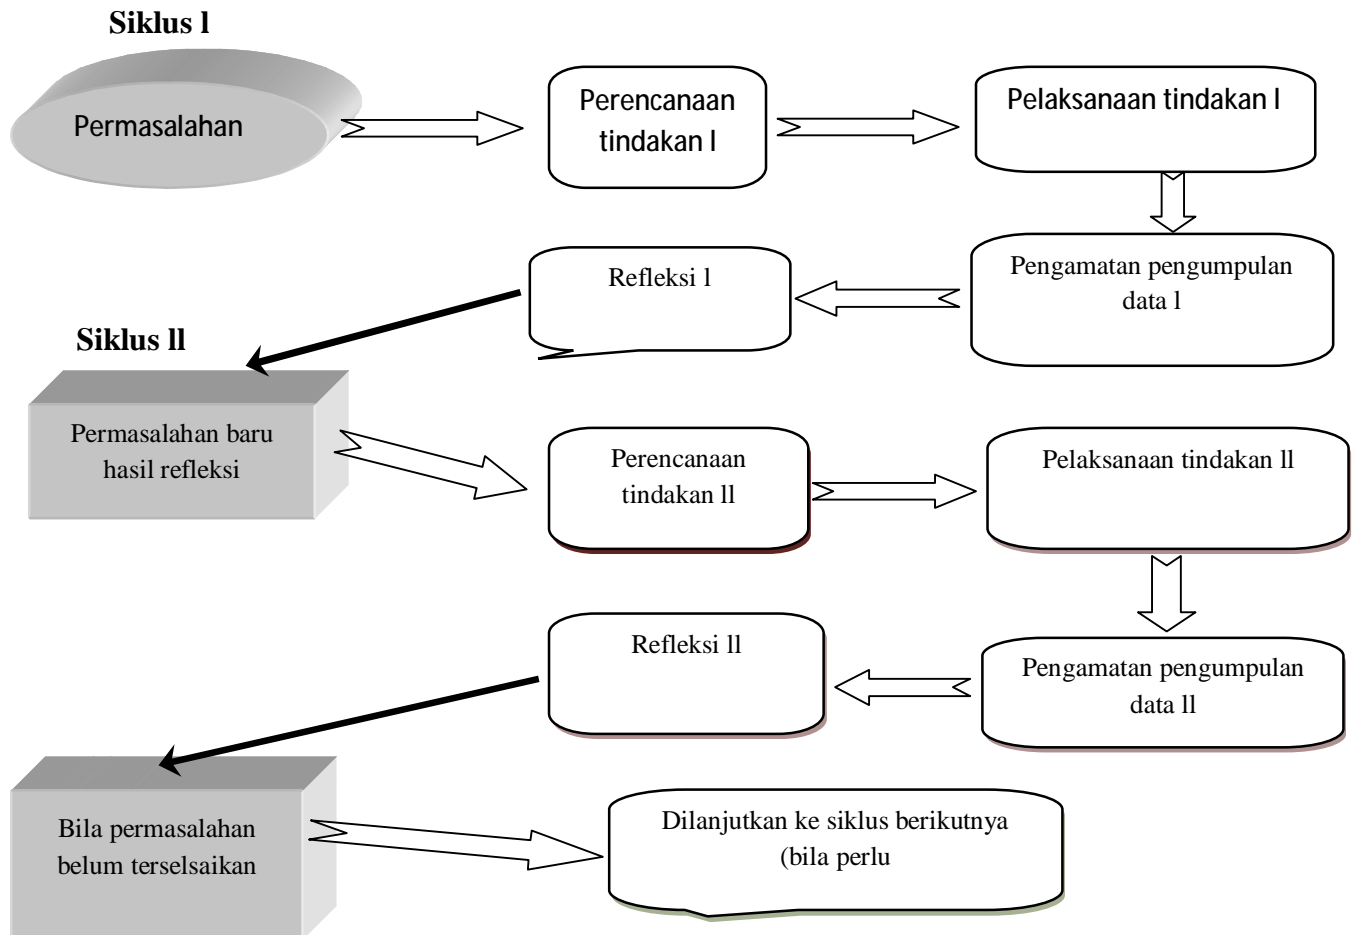 Siklus l
Permasalahan
Perencanaan
tindakan l
Pelaksanaan tindakan l
Pengamatan pengumpulan
data l
Refleksi l
Siklus ll
Permasalahan baru
hasil refleksi
Perencanaan
tindakan ll
Pelaksanaan tindakan ll
Pengamatan pengumpulan
data ll
Refleksi ll
Bila permasalahan
belum terselsaikan
Dilanjutkan ke siklus berikutnya
(bila perlu